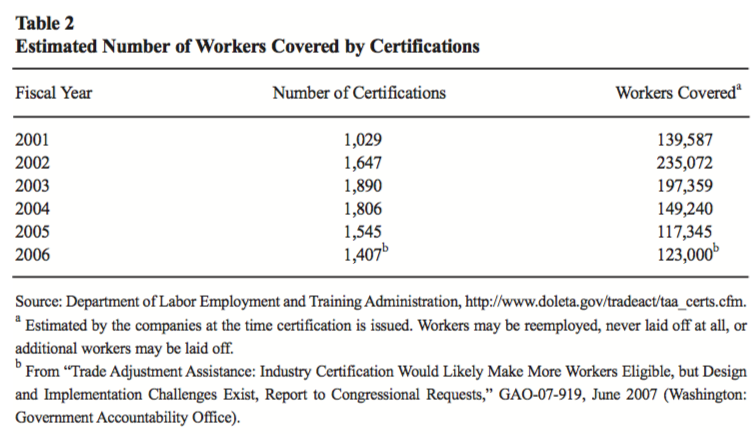 Table 2
Estimated Number of Workers Covered by Certifications
Fiscal Year Number of Certifications Workers Coveredª
2001 1,029 139,587
2002 1,647 235,072
2003 1,890 197,359
2004 1,806 149,240
2005 1,545 117,345
2006 1,407ᵇ 123,000ᵇ
Source: Department of Labor Employment and Training Administration, http://www.doleta.gov/tradeact/taa_certs.cfm.
ª Estimated by the companies at the time certification is issued. Workers may be reemployed, never laid off at all, or
additional workers may be laid off.
ᵇ From “Trade Adjustment Assistance: Industry Certification Would Likely Make More Workers Eligible, but Design
and Implementation Challenges Exist, Report to Congressional Requests,” GAO-07-919, June 2007 (Washington:
Government Accountability Office).